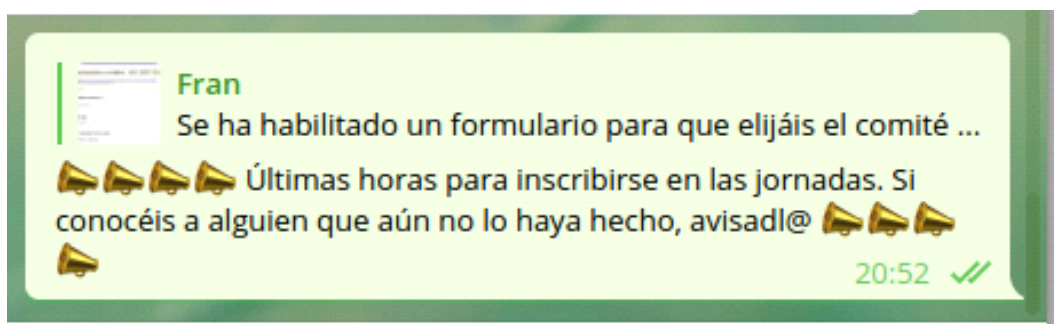 Fran
Se ha habilitado un formulario para que elijáis el comité ...
📣📣📣📣 Últimas horas para inscribirse en las jornadas. Si
conocéis a alguien que aún no lo haya hecho, avisadl@ 📣📣📣
📣
20:52